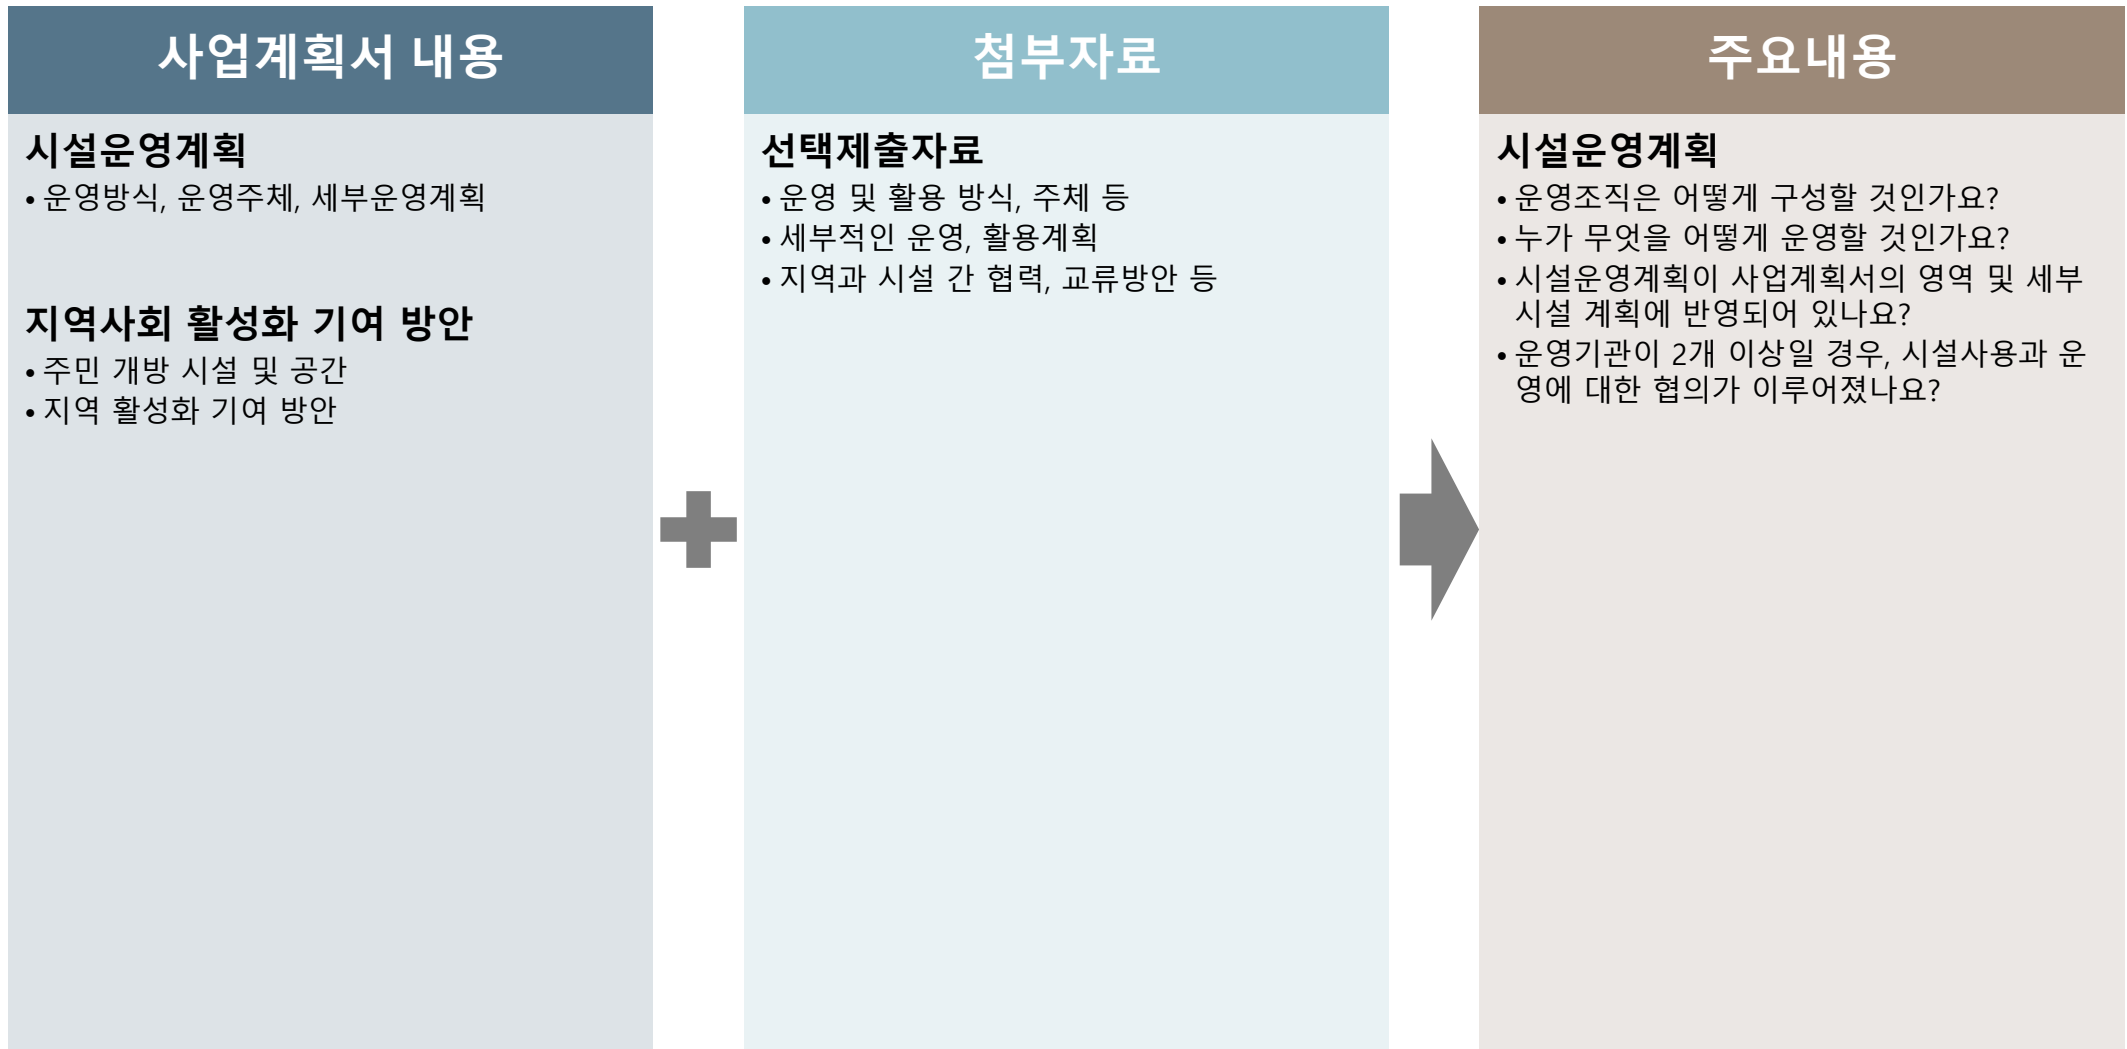 사업계획서 내용
시설운영계획
• 운영방식, 운영주체, 세부운영계획
지역사회 활성화 기여 방안
• 주민 개방 시설 및 공간
• 지역 활성화 기여 방안
첨부자료
선택제출자료
• 운영 및 활용 방식, 주체 등
• 세부적인 운영, 활용계획
• 지역과 시설 간 협력, 교류방안 등
주요내용
시설운영계획
• 운영조직은 어떻게 구성할 것인가요?
• 누가 무엇을 어떻게 운영할 것인가요?
• 시설운영계획이 사업계획서의 영역 및 세부
시설 계획에 반영되어 있나요?
• 운영기관이 2개 이상일 경우, 시설사용과 운
영에 대한 협의가 이루어졌나요?